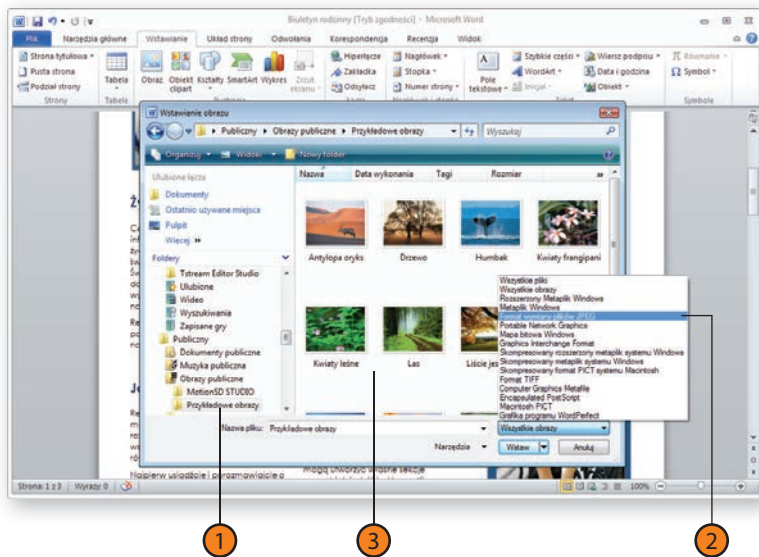 Biuletyn rodzinny [Tryb zgodności] - Microsoft Word
Plik Narzędzia główne Wstawianie Układ strony Odwołania Korespondencja Recenzja Widok
Strona tytułowa
Pusta strona
Podział strony
Strony
Tabela
Tabele
Obraz Obiekt clipart Kształty SmartArt Wykres Zrzut ekranu
Hiperłącze
Zakładka
Odsyłacz
Nagłówek
Stopka
Numer strony
Pole tekstowe
Szybkie części
WordArt
Inicjał
Wiersz podpisu
Data i godzina
Obiekt
Równanie
Symbol
Symbole
Wstawianie obrazu
Publiczny Obrazy publiczne Przykładowe obrazy
Wyszukaj
Organizuj Widoki Nowy folder
Ulubione łącza
Dokumenty
Ostatnio używane miejsca
Pulpit
Więcej »
Foldery
Tstream Editor Studio
Ulubione
Wideo
Wyszukiwania
Zapisane gry
Publiczny
Dokumenty publiczne
Muzyka publiczna
Obrazy publiczne
MotionSD STUDIO
Przykładowe obrazy
Nazwa Data wykonania Tagi Rozmiar »
Antylopa oryks Drzewo Humbak Kwiaty frangipani
Kwiaty leśne Las Liście
Wszystkie pliki
Wszystkie obrazy
Rozszerzony Metaplik Windows
Metaplik Windows
Format wymiany plików JPEG
Portable Network Graphics
Mapa bitowa Windows
Graphics Interchange Format
Skompresowany rozszerzony metaplik systemu Windows
Skompresowany metaplik systemu Windows
Skompresowany format PICT systemu Macintosh
Format TIFF
Computer Graphics Metafile
Encapsulated PostScript
Macintosh PICT
Grafika programu WordPerfect
Nazwa pliku: Przykładowe obrazy
Wszystkie obrazy
Narzędzia Wstaw Anuluj
Najpierw usiądźcie i porozmawiajcie o
mogą utworzyć własne sekcje
Strona: 1 z 3 Wyrazy: 0 100%
1 3 2